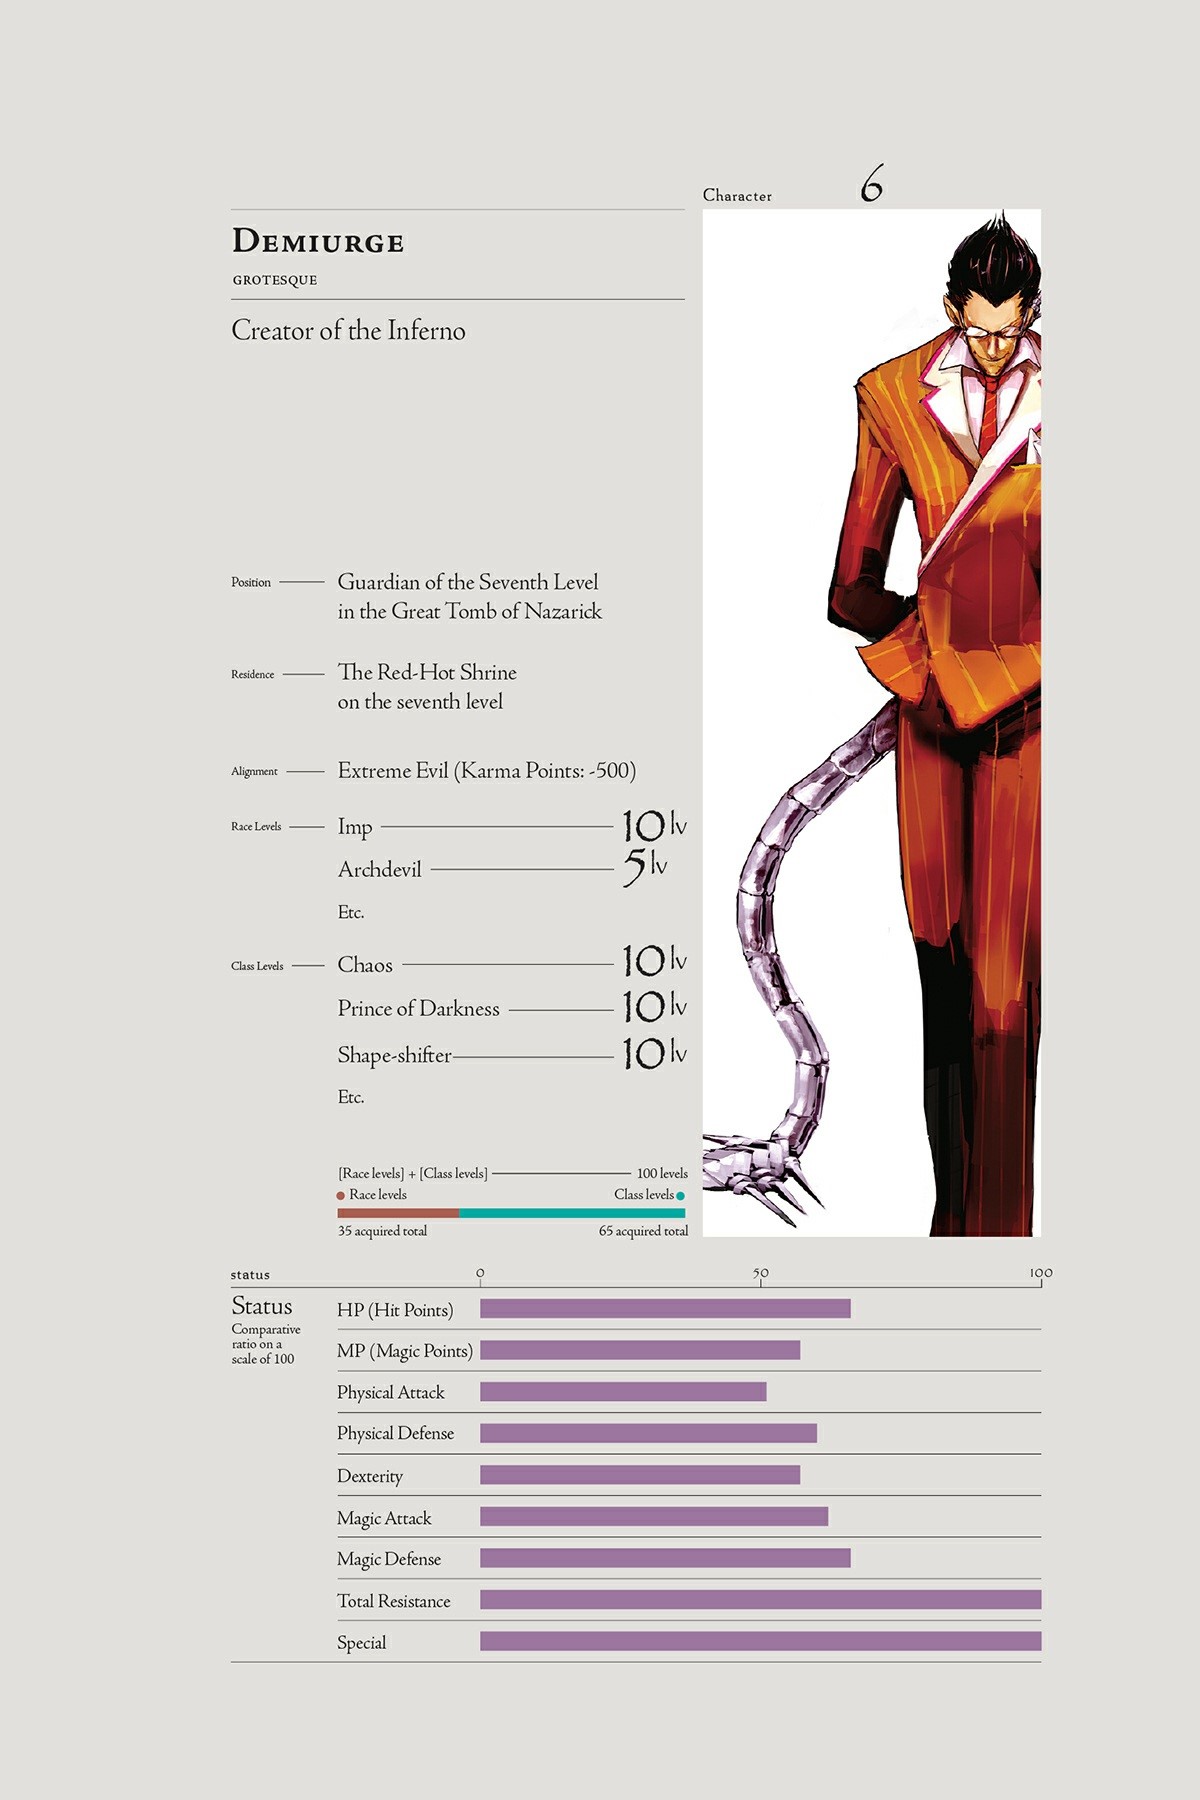 Character 6
DEMIURGE
GROTESQUE
Creator of the Inferno
Position Guardian of the Seventh Level
in the Great Tomb of Nazarick
Residence The Red-Hot Shrine
on the seventh level
Alignment Extreme Evil (Karma Points: -500)
Race Levels Imp 10 lv
Archdevil 5 lv
Etc.
Class Levels Chaos 10 lv
Prince of Darkness 10 lv
Shape-shifter 10 lv
Etc.
[Race levels] + [Class levels] 100 levels
Race levels Class levels
35 acquired total 65 acquired total
status 0 50 100
Status
Comparative
ratio on a
scale of 100
HP (Hit Points)
MP (Magic Points)
Physical Attack
Physical Defense
Dexterity
Magic Attack
Magic Defense
Total Resistance
Special